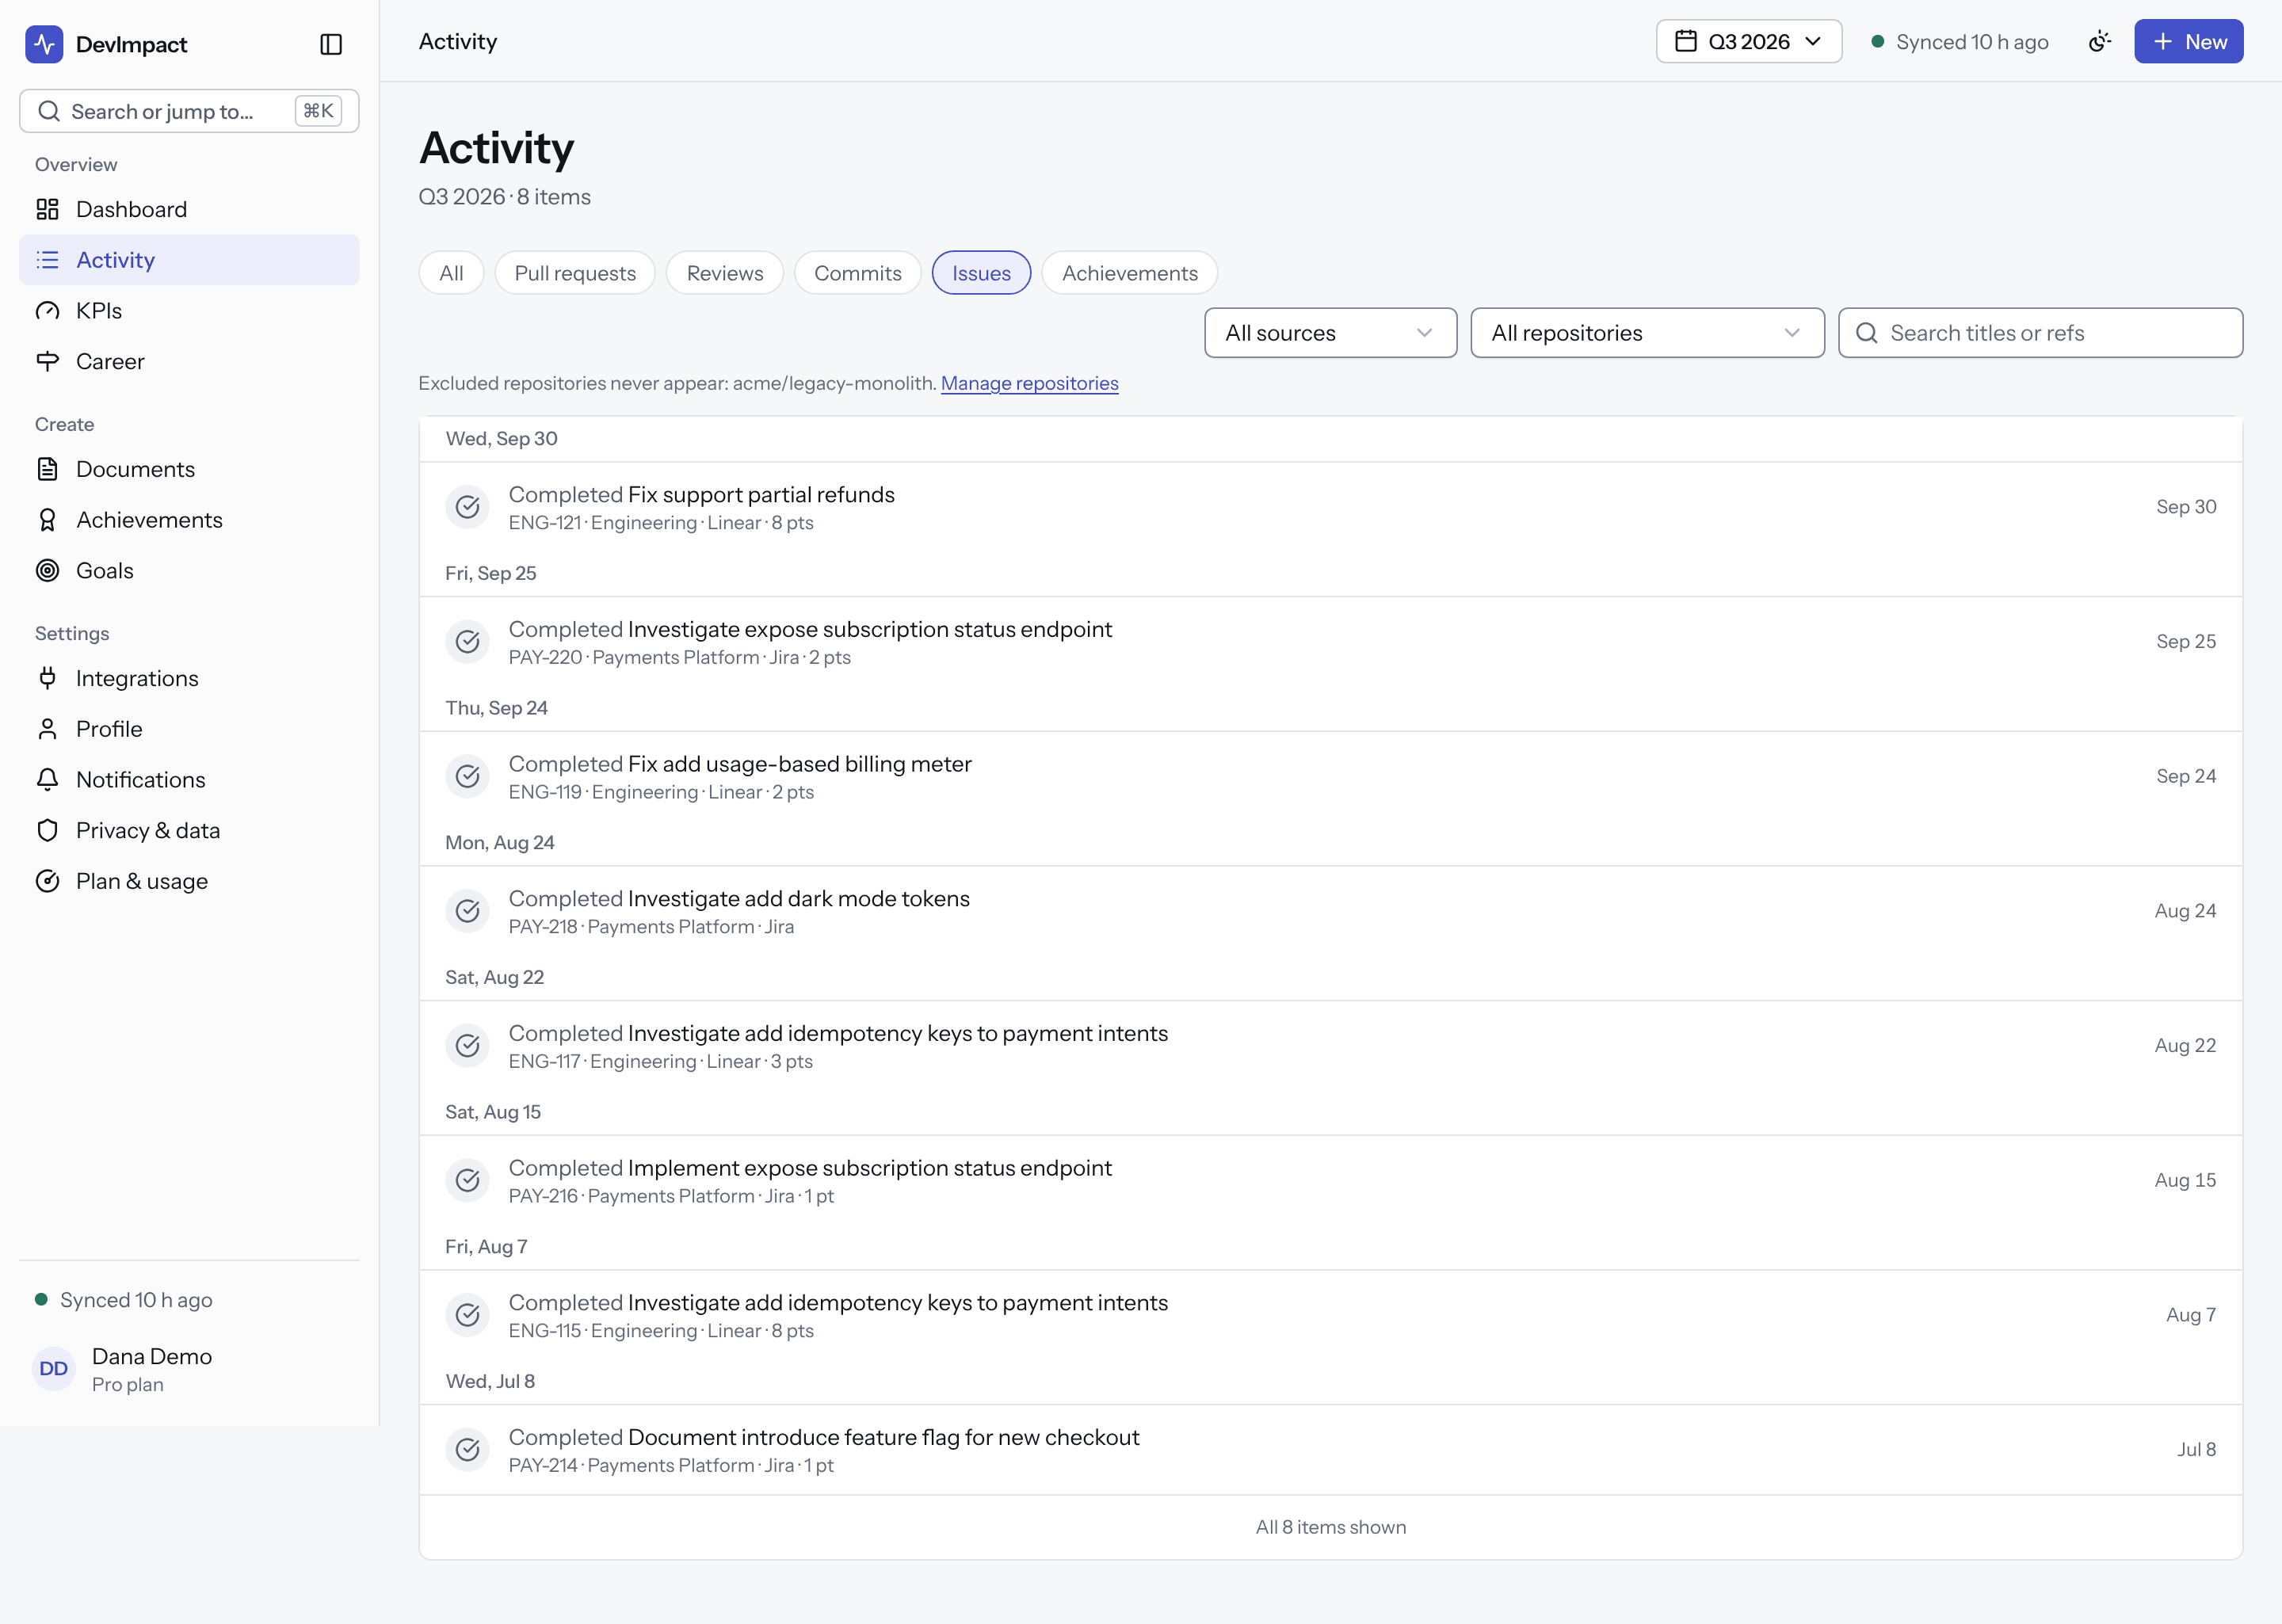 DevImpact
Search or jump to...
⌘K
Overview
Dashboard
Activity
KPIs
Career
Create
Documents
Achievements
Goals
Settings
Integrations
Profile
Notifications
Privacy & data
Plan & usage
Synced 10 h ago
DD
Dana Demo
Pro plan
Activity
Q3 2026
Synced 10 h ago
New
Activity
Q3 2026 · 8 items
All
Pull requests
Reviews
Commits
Issues
Achievements
All sources
All repositories
Search titles or refs
Excluded repositories never appear: acme/legacy-monolith. Manage repositories
Wed, Sep 30
Completed Fix support partial refunds
ENG-121 · Engineering · Linear · 8 pts
Sep 30
Fri, Sep 25
Completed Investigate expose subscription status endpoint
PAY-220 · Payments Platform · Jira · 2 pts
Sep 25
Thu, Sep 24
Completed Fix add usage-based billing meter
ENG-119 · Engineering · Linear · 2 pts
Sep 24
Mon, Aug 24
Completed Investigate add dark mode tokens
PAY-218 · Payments Platform · Jira
Aug 24
Sat, Aug 22
Completed Investigate add idempotency keys to payment intents
ENG-117 · Engineering · Linear · 3 pts
Aug 22
Sat, Aug 15
Completed Implement expose subscription status endpoint
PAY-216 · Payments Platform · Jira · 1 pt
Aug 15
Fri, Aug 7
Completed Investigate add idempotency keys to payment intents
ENG-115 · Engineering · Linear · 8 pts
Aug 7
Wed, Jul 8
Completed Document introduce feature flag for new checkout
PAY-214 · Payments Platform · Jira · 1 pt
Jul 8
All 8 items shown